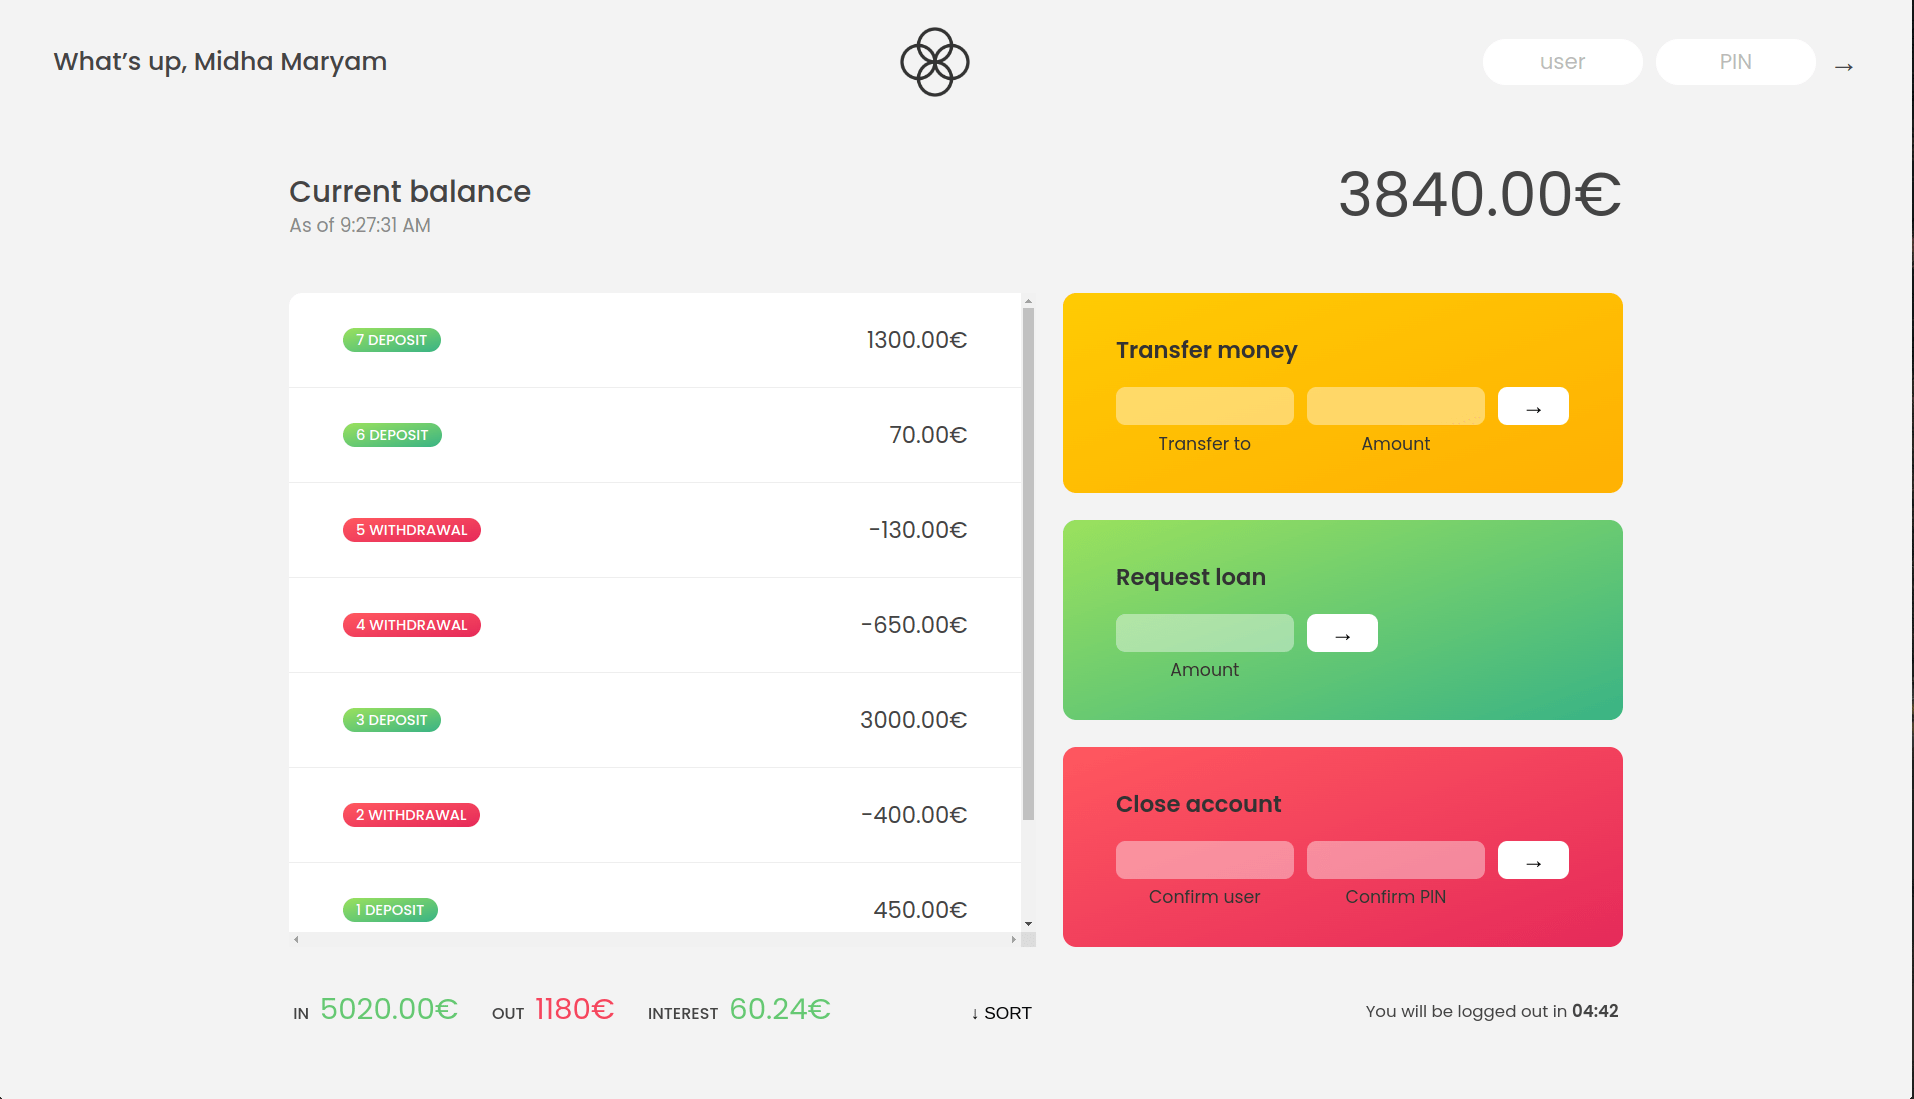 What’s up, Midha Maryam
user
PIN
→
Current balance
As of 9:27:31 AM
3840.00€
7 DEPOSIT 1300.00€
6 DEPOSIT 70.00€
5 WITHDRAWAL -130.00€
4 WITHDRAWAL -650.00€
3 DEPOSIT 3000.00€
2 WITHDRAWAL -400.00€
1 DEPOSIT 450.00€
Transfer money
→
Transfer to Amount
Request loan
→
Amount
Close account
→
Confirm user Confirm PIN
IN 5020.00€ OUT 1180€ INTEREST 60.24€ ↓ SORT
You will be logged out in 04:42